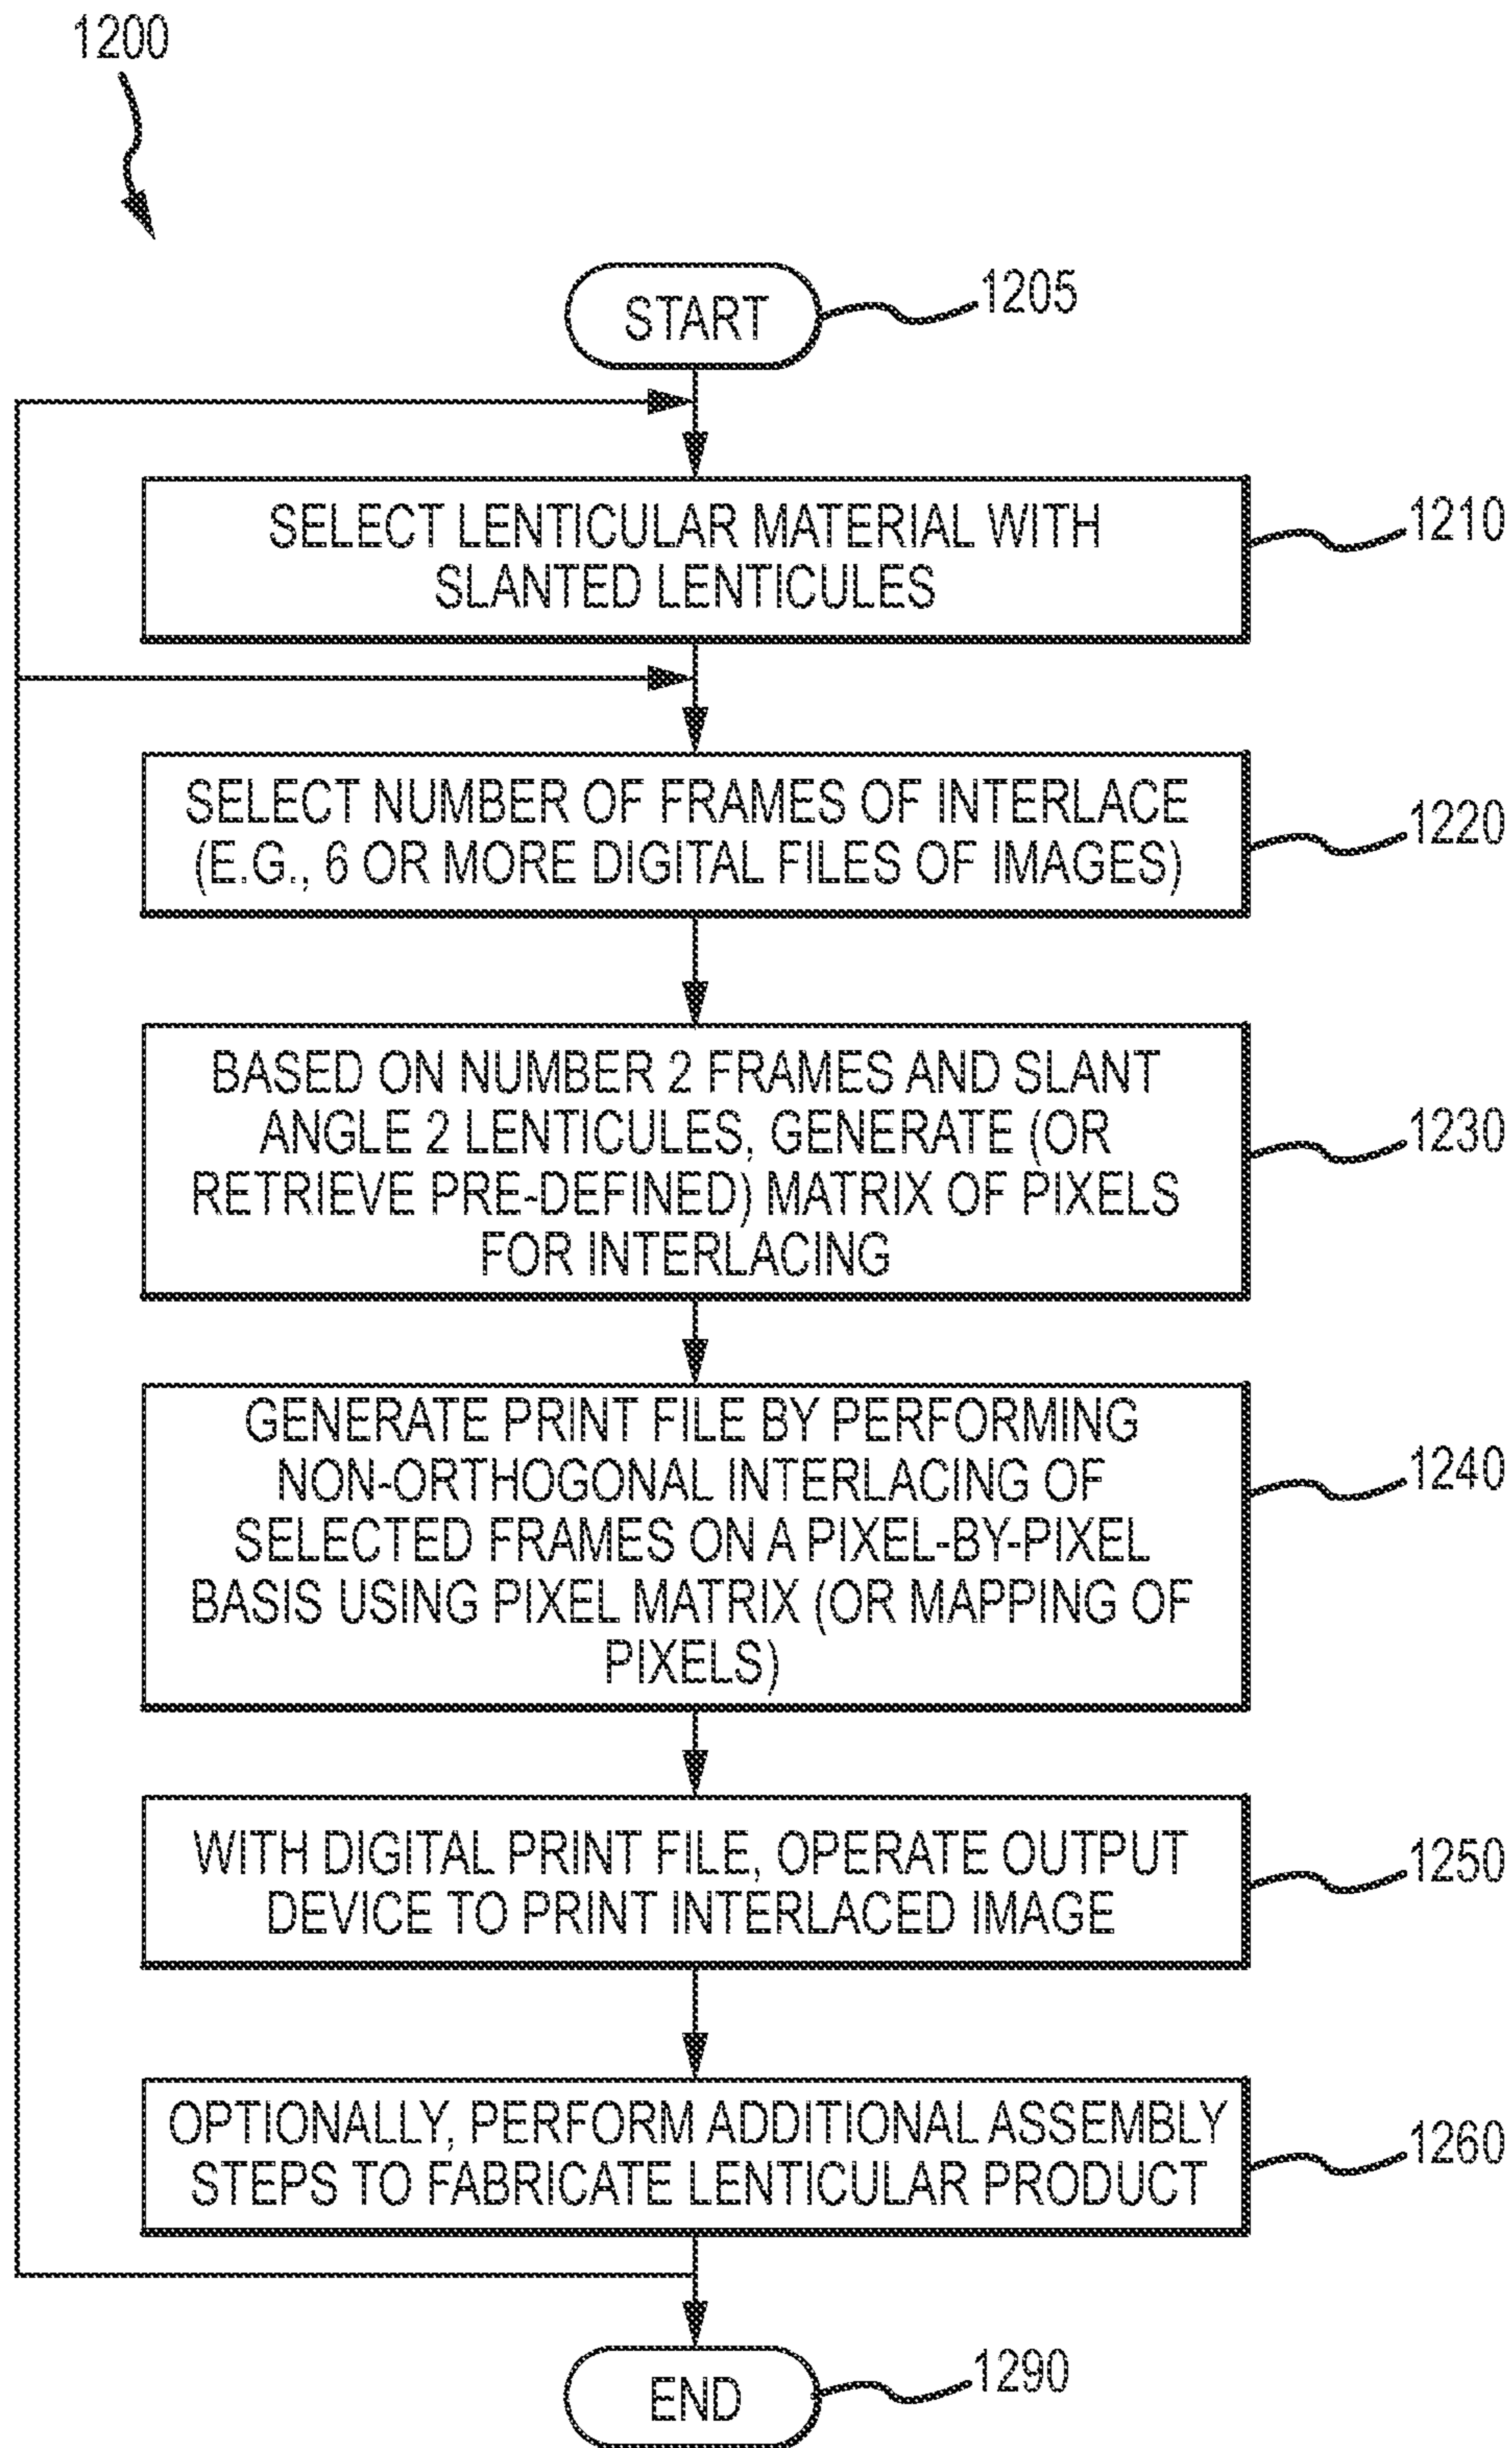 1200
START
1205
SELECT LENTICULAR MATERIAL WITH
SLANTED LENTICULES
1210
SELECT NUMBER OF FRAMES OF INTERLACE
(E.G., 6 OR MORE DIGITAL FILES OF IMAGES)
1220
BASED ON NUMBER 2 FRAMES AND SLANT
ANGLE 2 LENTICULES, GENERATE (OR
RETRIEVE PRE-DEFINED) MATRIX OF PIXELS
FOR INTERLACING
1230
GENERATE PRINT FILE BY PERFORMING
NON-ORTHOGONAL INTERLACING OF
SELECTED FRAMES ON A PIXEL-BY-PIXEL
BASIS USING PIXEL MATRIX (OR MAPPING OF
PIXELS)
1240
WITH DIGITAL PRINT FILE, OPERATE OUTPUT
DEVICE TO PRINT INTERLACED IMAGE
1250
OPTIONALLY, PERFORM ADDITIONAL ASSEMBLY
STEPS TO FABRICATE LENTICULAR PRODUCT
1260
END
1290